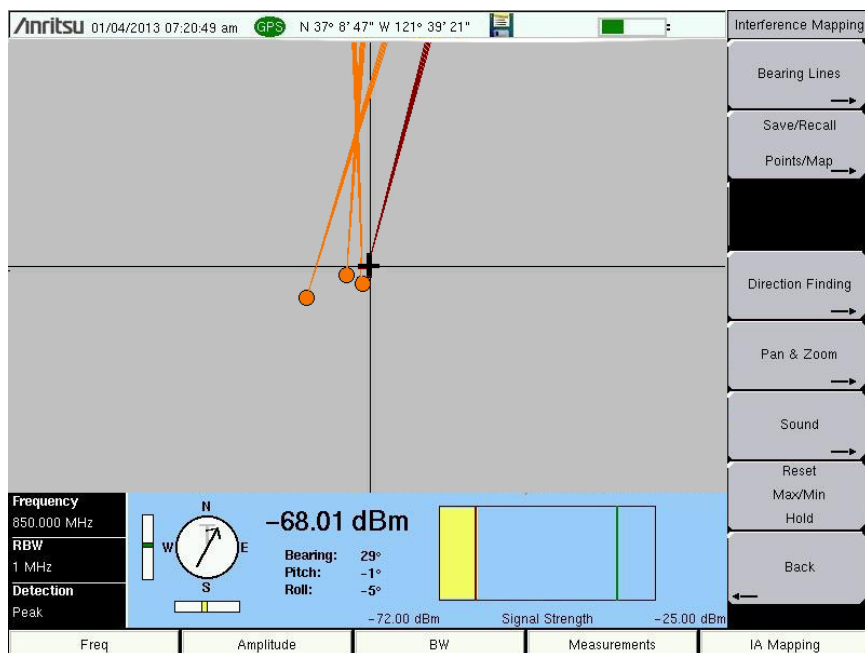 Anritsu 01/04/2013 07:20:49 am GPS N 37° 8' 47" W 121° 39' 21"
Interference Mapping
Bearing Lines
Save/Recall
Points/Map
Direction Finding
Pan & Zoom
Sound
Reset
Max/Min
Hold
Back
Frequency
850.000 MHz
RBW
1 MHz
Detection
Peak
N
W
E
S
-68.01 dBm
Bearing: 29°
Pitch: -1°
Roll: -5°
-72.00 dBm Signal Strength -25.00 dBm
Freq Amplitude BW Measurements IA Mapping